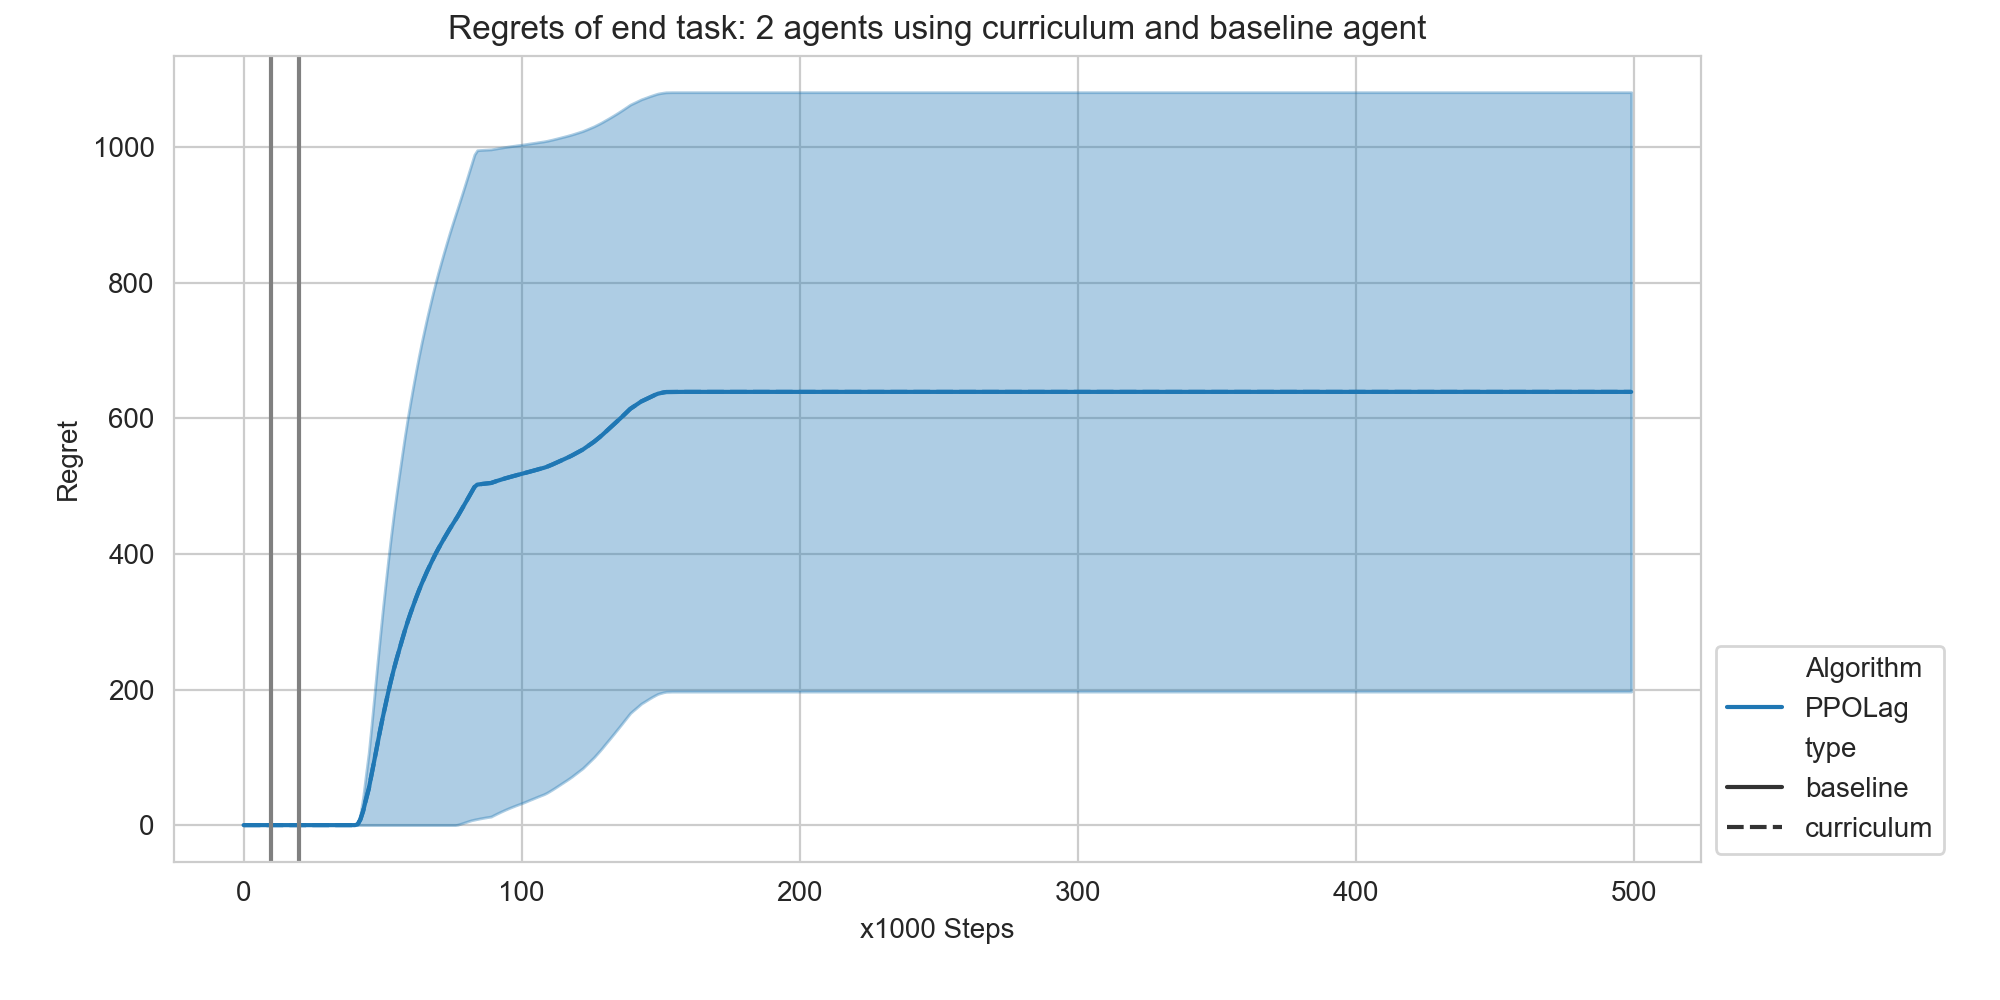 Regrets of end task: 2 agents using curriculum and baseline agent
1000
800
600
400
200
0
Regret
0 100 200 300 400 500
x1000 Steps
Algorithm
PPOLag
type
baseline
curriculum